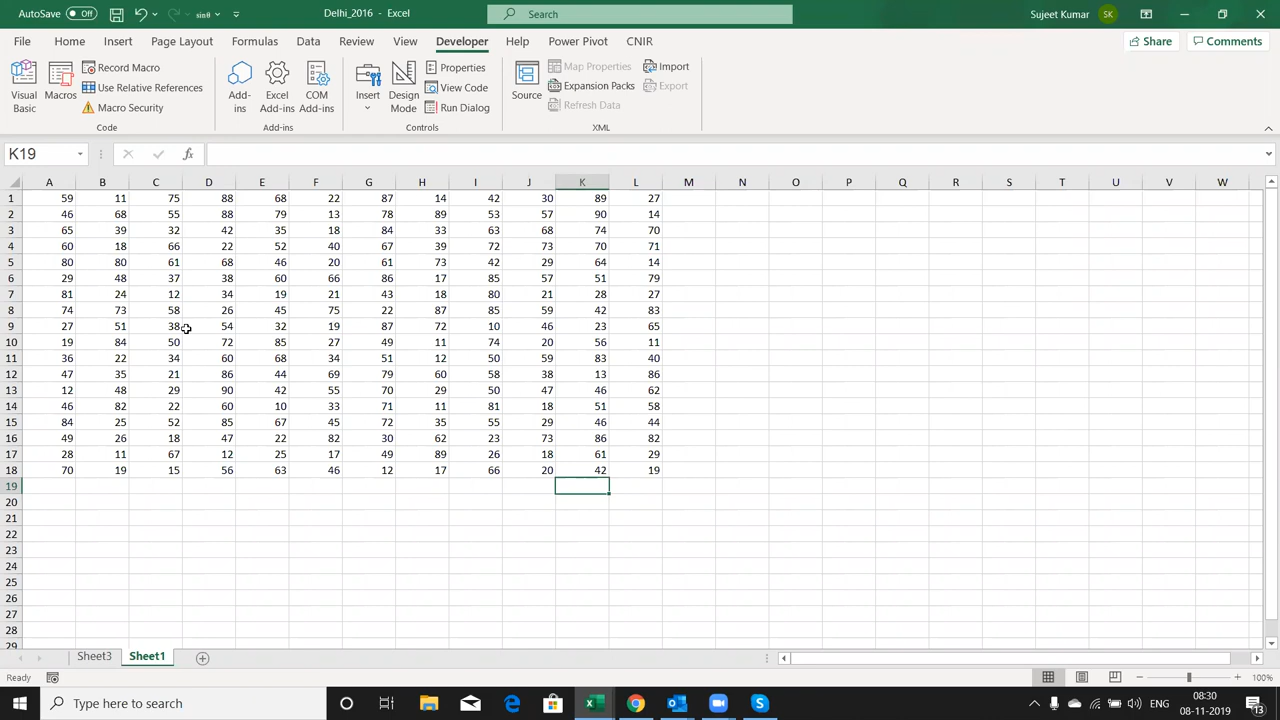 AutoSave Off sinθ Delhi_2016 - Excel Search Sujeet Kumar SK
File Home Insert Page Layout Formulas Data Review View Developer Help Power Pivot CNIR Share Comments
Visual Basic Macros Record Macro Use Relative References Macro Security Code
Add-ins Excel Add-ins COM Add-ins Add-ins
Insert Design Mode Properties View Code Run Dialog Controls
Source Map Properties Expansion Packs Refresh Data Import Export XML
K19 fx
A B C D E F G H I J K L M N O P Q R S T U V W
1 59 11 75 88 68 22 87 14 42 30 89 27
2 46 68 55 88 79 13 78 89 53 57 90 14
3 65 39 32 42 35 18 84 33 63 68 74 70
4 60 18 66 22 52 40 67 39 72 73 70 71
5 80 80 61 68 46 20 61 73 42 29 64 14
6 29 48 37 38 60 66 86 17 85 57 51 79
7 81 24 12 34 19 21 43 18 80 21 28 27
8 74 73 58 26 45 75 22 87 85 59 42 83
9 27 51 38 54 32 19 87 72 10 46 23 65
10 19 84 50 72 85 27 49 11 74 20 56 11
11 36 22 34 60 68 34 51 12 50 59 83 40
12 47 35 21 86 44 69 79 60 58 38 13 86
13 12 48 29 90 42 55 70 29 50 47 46 62
14 46 82 22 60 10 33 71 11 81 18 51 58
15 84 25 52 85 67 45 72 35 55 29 46 44
16 49 26 18 47 22 82 30 62 23 73 86 82
17 28 11 67 12 25 17 49 89 26 18 61 29
18 70 19 15 56 63 46 12 17 66 20 42 19
19
20
21
22
23
24
25
26
27
28
29
Sheet3 Sheet1
Ready 100%
Type here to search ENG 08:30
08-11-2019 13